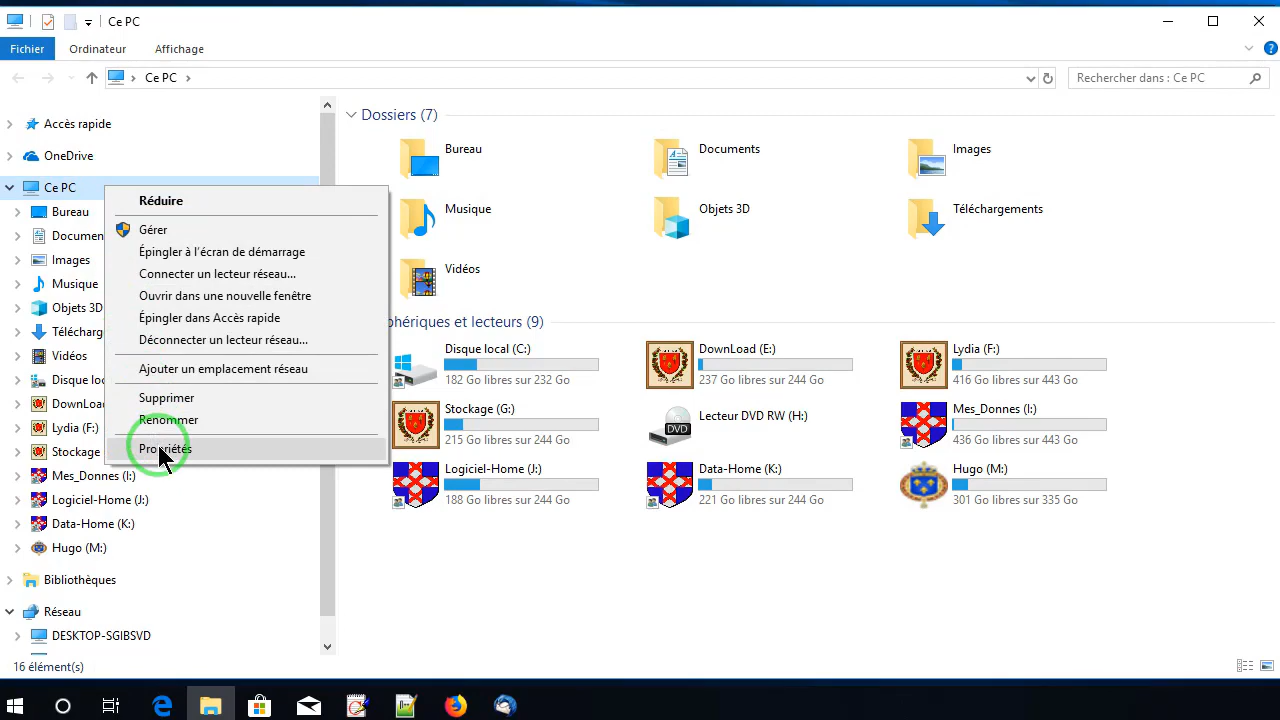 Ce PC
Fichier
Ordinateur
Affichage
Ce PC
Rechercher dans : Ce PC
Accès rapide
OneDrive
Ce PC
Bureau
Documen
Images
Musique
Objets 3D
Télécharg
Vidéos
Disque loc
DownLoad
Lydia (F:)
Stockage
Mes_Donnes (I:)
Logiciel-Home (J:)
Data-Home (K:)
Hugo (M:)
Bibliothèques
Réseau
DESKTOP-SGIBSVD
Réduire
Gérer
Épingler à l'écran de démarrage
Connecter un lecteur réseau...
Ouvrir dans une nouvelle fenêtre
Épingler dans Accès rapide
Déconnecter un lecteur réseau...
Ajouter un emplacement réseau
Supprimer
Renommer
Propriétés
Dossiers (7)
Bureau
Documents
Images
Musique
Objets 3D
Téléchargements
Vidéos
phériques et lecteurs (9)
Disque local (C:)
182 Go libres sur 232 Go
DownLoad (E:)
237 Go libres sur 244 Go
Lydia (F:)
416 Go libres sur 443 Go
Stockage (G:)
215 Go libres sur 244 Go
Lecteur DVD RW (H:)
DVD
Mes_Donnes (I:)
436 Go libres sur 443 Go
Logiciel-Home (J:)
188 Go libres sur 244 Go
Data-Home (K:)
221 Go libres sur 244 Go
Hugo (M:)
301 Go libres sur 335 Go
16 élément(s)